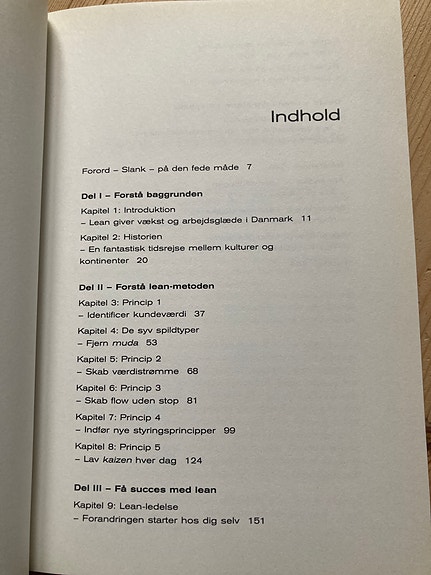 Indhold
Forord – Slank – på den fede måde 7
Del I – Forstå baggrunden
Kapitel 1: Introduktion
– Lean giver vækst og arbejdsglæde i Danmark 11
Kapitel 2: Historien
– En fantastisk tidsrejse mellem kulturer og
kontinenter 20
Del II – Forstå lean-metoden
Kapitel 3: Princip 1
– Identificer kundeværdi 37
Kapitel 4: De syv spildtyper
– Fjern muda 53
Kapitel 5: Princip 2
– Skab værdistrømme 68
Kapitel 6: Princip 3
– Skab flow uden stop 81
Kapitel 7: Princip 4
– Indfør nye styringsprincipper 99
Kapitel 8: Princip 5
– Lav kaizen hver dag 124
Del III – Få succes med lean
Kapitel 9: Lean-ledelse
– Forandringen starter hos dig selv 151